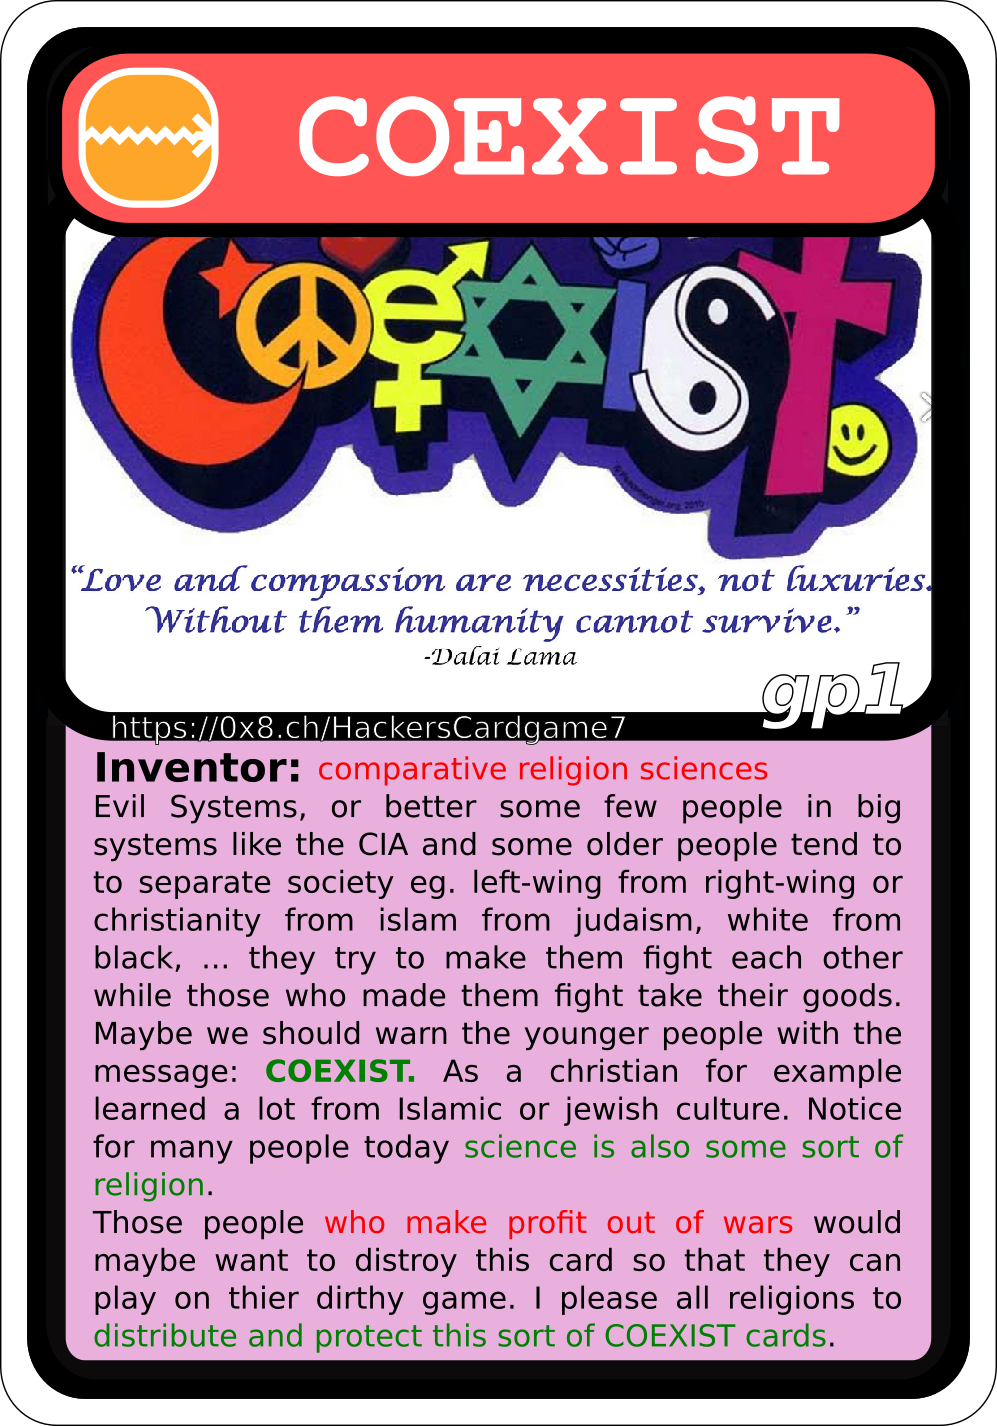 COEXIST
Coexist
“Love and compassion are necessities, not luxuries.
Without them humanity cannot survive.”
-Dalai Lama
gp1
https://0x8.ch/HackersCardgame7
Inventor: comparative religion sciences
Evil Systems, or better some few people in big
systems like the CIA and some older people tend to
to separate society eg. left-wing from right-wing or
christianity from islam from judaism, white from
black, ... they try to make them fight each other
while those who made them fight take their goods.
Maybe we should warn the younger people with the
message: COEXIST. As a christian for example
learned a lot from Islamic or jewish culture. Notice
for many people today science is also some sort of
religion.
Those people who make profit out of wars would
maybe want to distroy this card so that they can
play on thier dirthy game. I please all religions to
distribute and protect this sort of COEXIST cards.